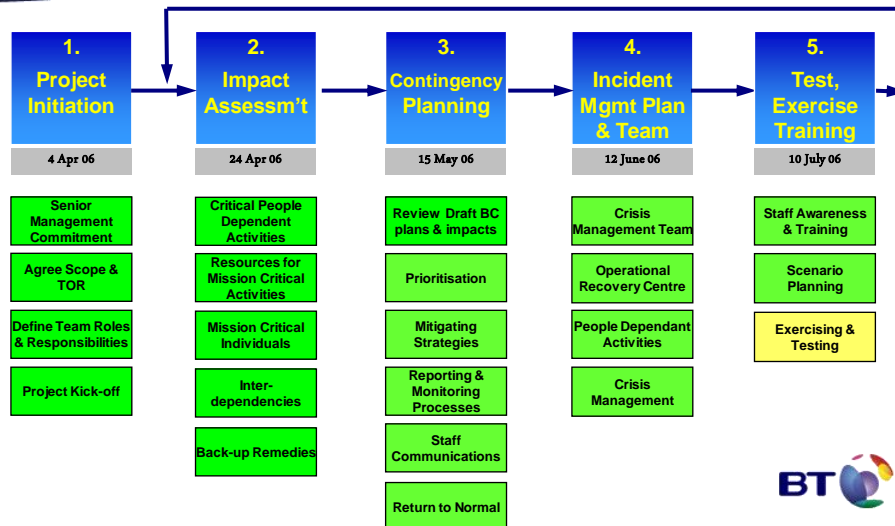 1.
Project
Initiation
4 Apr 06
Senior
Management
Commitment
Agree Scope &
TOR
Define Team Roles
& Responsibilities
Project Kick-off
2.
Impact
Assessm't
24 Apr 06
Critical People
Dependent
Activities
Resources for
Mission Critical
Activities
Mission Critical
Individuals
Inter-
dependencies
Back-up Remedies
3.
Contingency
Planning
15 May 06
Review Draft BC
plans & impacts
Prioritisation
Mitigating
Strategies
Reporting &
Monitoring
Processes
Staff
Communications
Return to Normal
4.
Incident
Mgmt Plan
& Team
12 June 06
Crisis
Management Team
Operational
Recovery Centre
People Dependant
Activities
Crisis
Management
5.
Test,
Exercise
Training
10 July 06
Staff Awareness
& Training
Scenario
Planning
Exercising &
Testing
BT